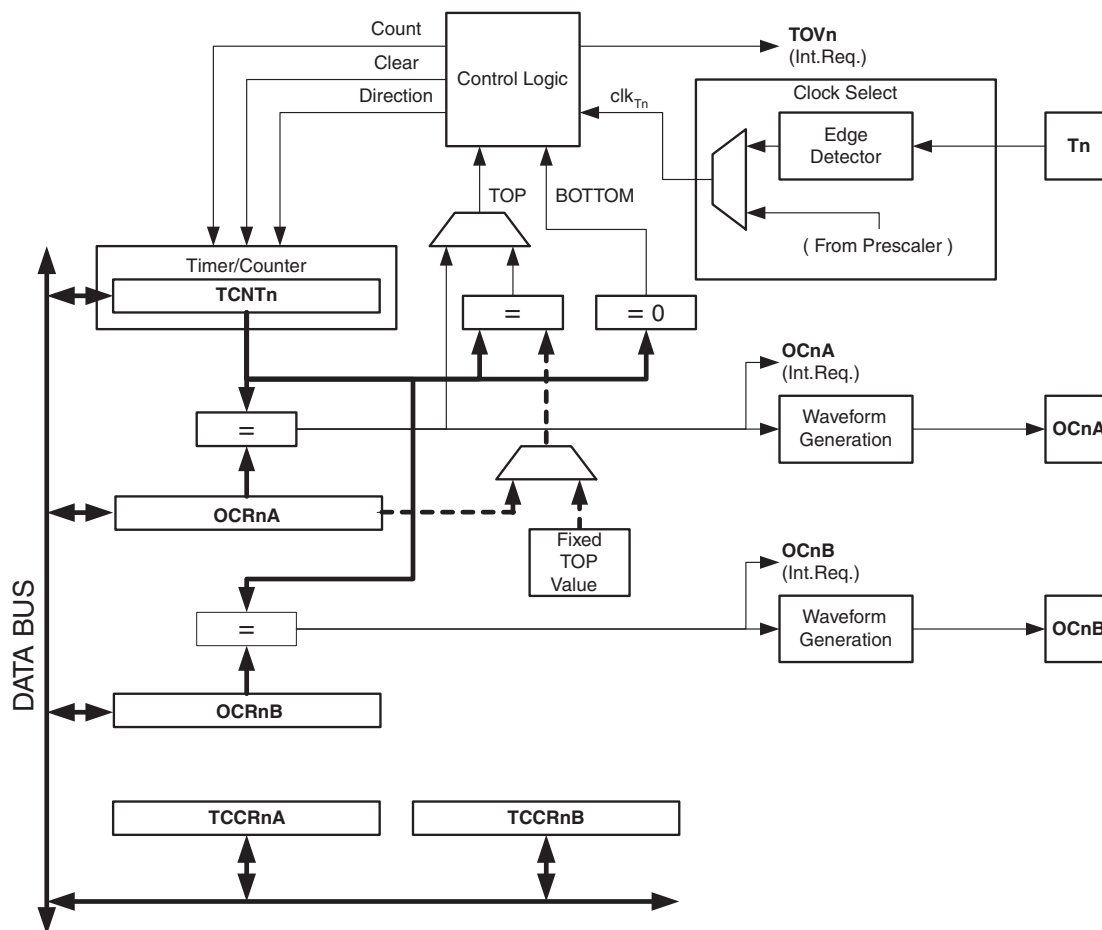 Count
Clear
Direction
Control Logic
TOVn
(Int.Req.)
clkTn
Clock Select
Edge
Detector
Tn
( From Prescaler )
TOP
BOTTOM
Timer/Counter
TCNTn
=
= 0
OCnA
(Int.Req.)
=
Waveform
Generation
OCnA
OCRnA
Fixed
TOP
Value
OCnB
(Int.Req.)
=
Waveform
Generation
OCnB
OCRnB
DATA BUS
TCCRnA
TCCRnB